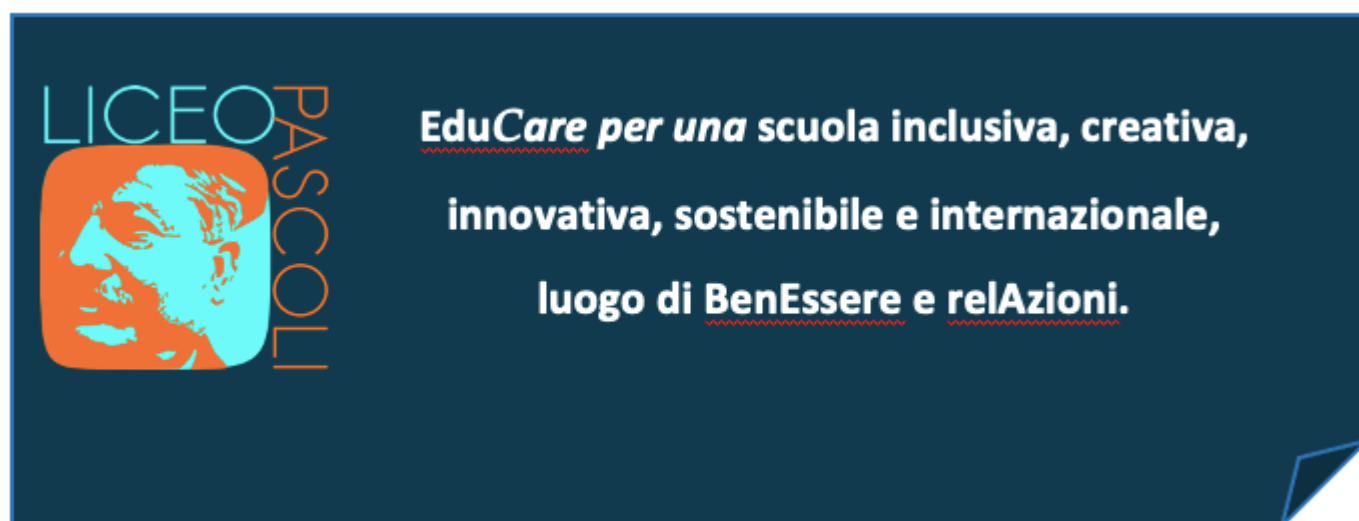 LICEO
PASCOLI
EduCare per una scuola inclusiva, creativa,
innovativa, sostenibile e internazionale,
luogo di BenEssere e relAzioni.